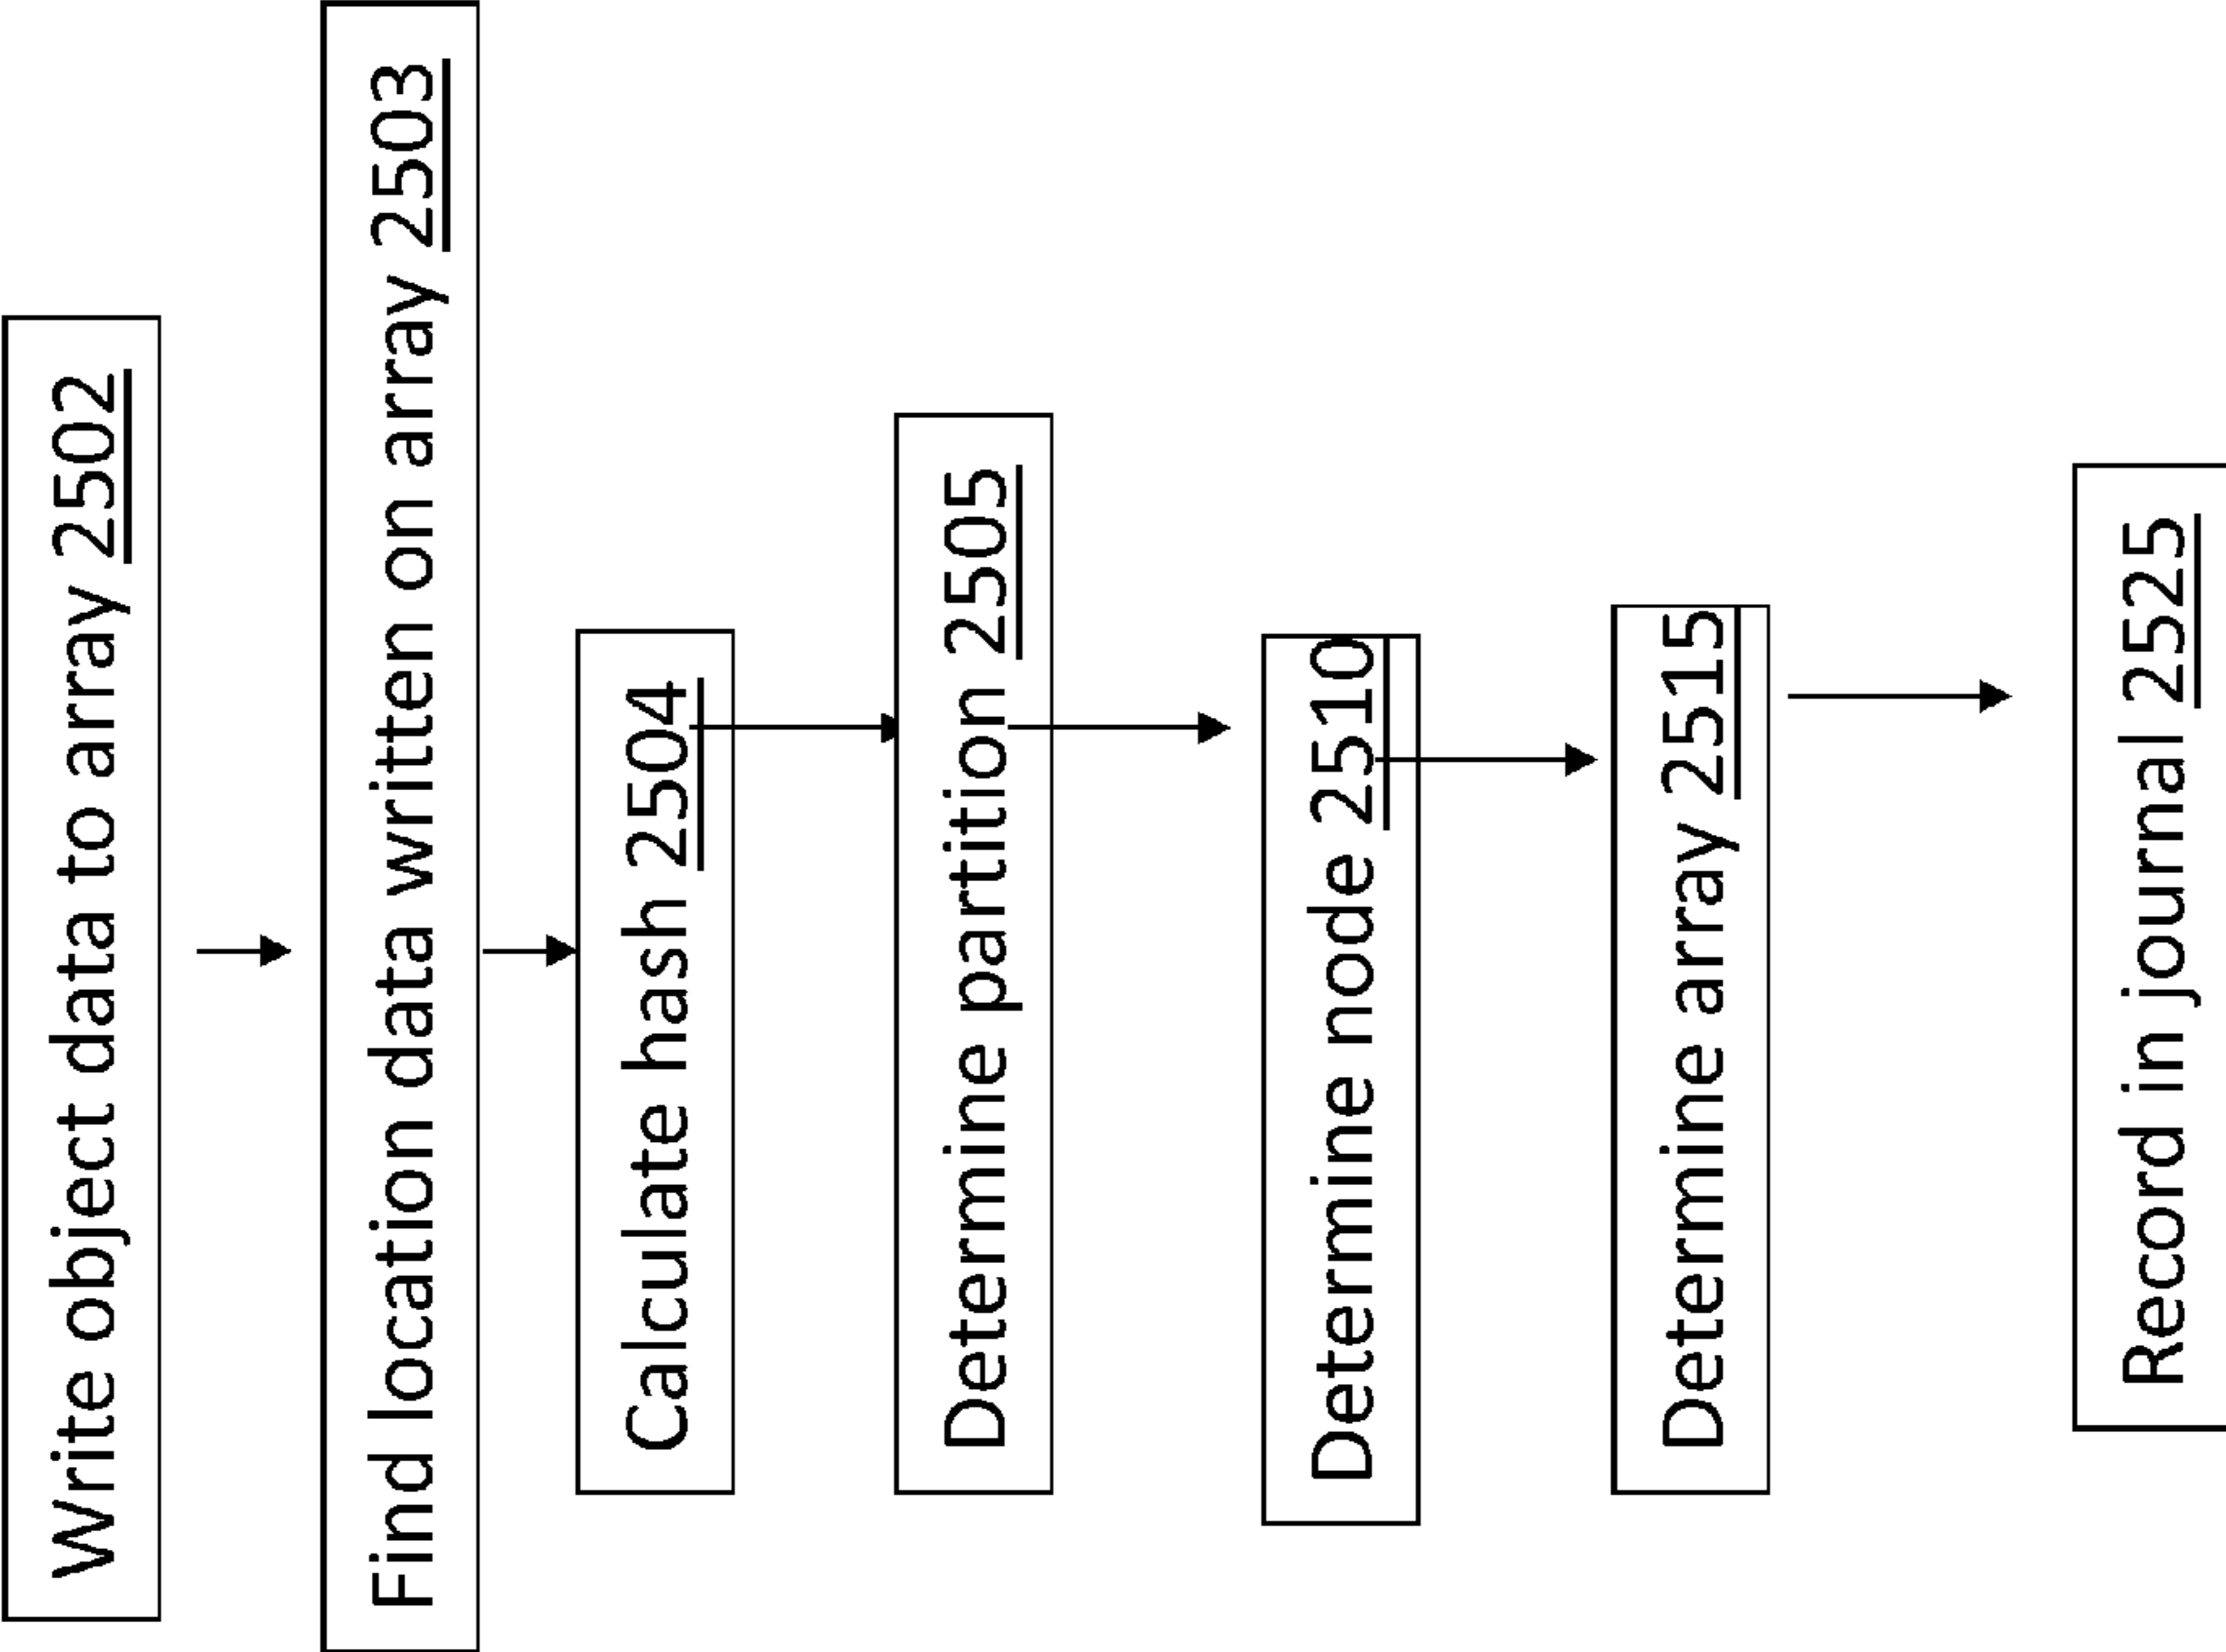 Write object data to array 2502
Find location data written on array 2503
Calculate hash 2504
Determine partition 2505
Determine node 2510
Determine array 2515
Record in journal 2525